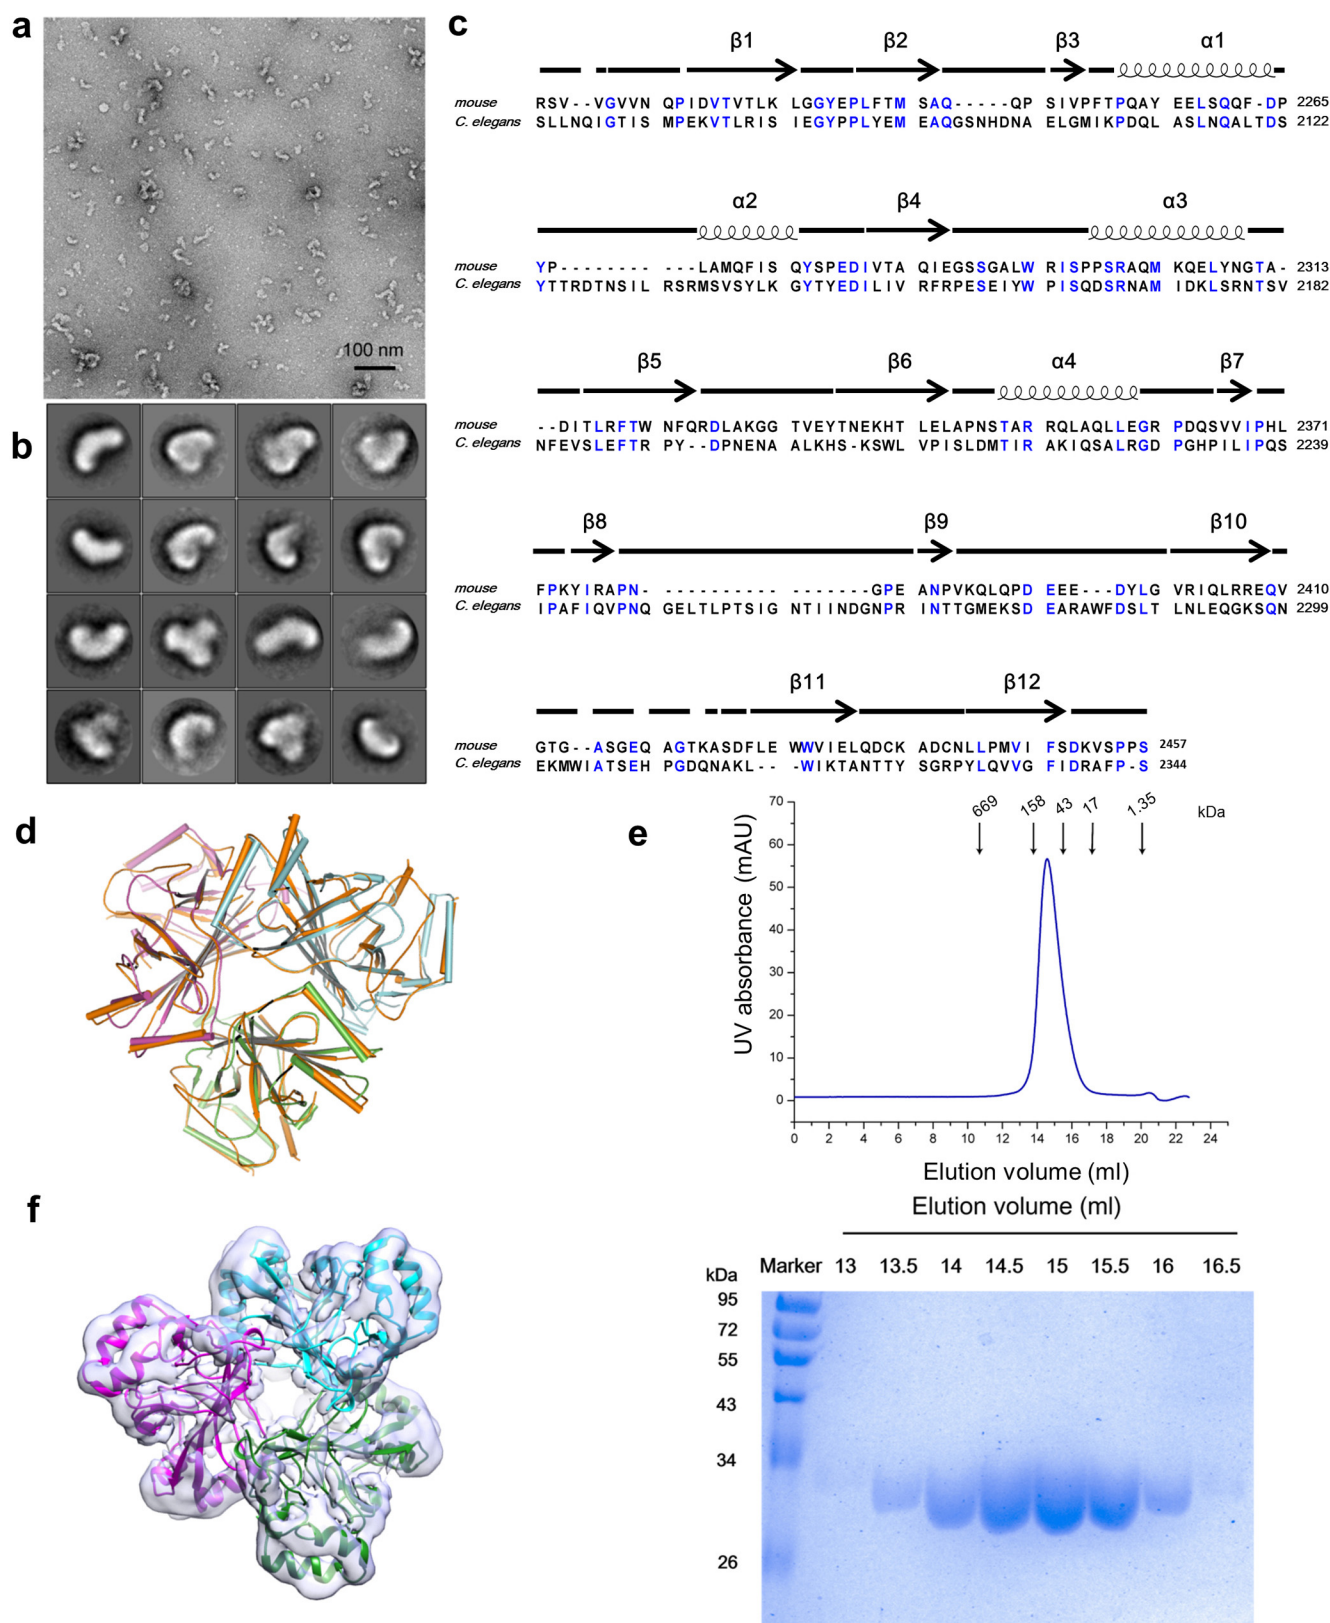 a
100 nm
b
c
β1 β2 β3 α1
mouse RSV--VGVVN QPIDVTVTLK LGGYEPLFTM SAQ-----QP SIVPFTPQAY EELSQQF-DP 2265
C. elegans SLLNQIGTIS MPEKVTLRIS IEGYPPLYEM EAQGSNHDNA ELGMIKPDQL ASLNQALTDS 2122
α2 β4 α3
mouse YP-------- ----LAMQFIS QYSPEDIVTA QIEGSSGALW RISPPSRAQM KQELYNGTA- 2313
C. elegans YTTRDTNSIL RSRMSVSYLK GYTYEDILIV RFRPESEIYW PISQDSRNAM IDKLSRNTSV 2182
β5 β6 α4 β7
mouse --DITLRFTW NFQRDLAKGG TVEYTNEKHT LELAPNSTAR RQLAQLLEGR PDQSVVIPHL 2371
C. elegans NFEVSLEFTR PY--DPNENA ALKHS-KSWL VPISLDMTIR AKIQSALRGD PGHPILIPQS 2239
β8 β9 β10
mouse FPKYIRAPN- ---------- ------GPE ANPVKQLQPD EEE---DYLG VRIQLRREQV 2410
C. elegans IPAFIQVPNQ GELTLPTSIG NTIINDGNPR INTTGMEKSD EARAWFDSLT LNLEQGKSQN 2299
β11 β12
mouse GTG--ASGEQ AGTKASDFLE WWVIELQDCK ADCNLLPMVI FSDKVSPPS 2457
C. elegans EKMWIATSEH PGDQNAKL-- -WIKTANTTY SGRPYLQVVG FIDRAFP-S 2344
d
e
669 158 43 17 1.35 kDa
UV absorbance (mAU)
70
60
50
40
30
20
10
0
0 2 4 6 8 10 12 14 16 18 20 22 24
Elution volume (ml)
f
Elution volume (ml)
kDa Marker 13 13.5 14 14.5 15 15.5 16 16.5
95
72
55
43
34
26